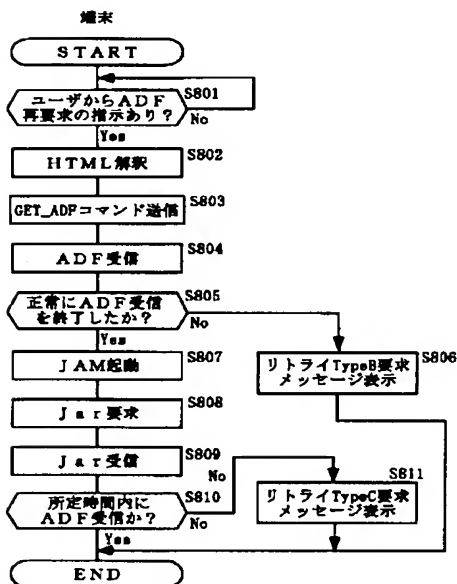 端末
START
ユーザからADF
再要求の指示あり？
S801
No
Yes
HTML解釈
S802
GET_ADFコマンド送信
S803
ADF受信
S804
正常にADF受信
を終了したか？
S805
No
Yes
リトライTypeB要求
メッセージ表示
S806
JAM起動
S807
Jar要求
S808
Jar受信
S809
所定時間内に
ADF受信か？
S810
No
No
Yes
リトライTypeC要求
メッセージ表示
S811
END